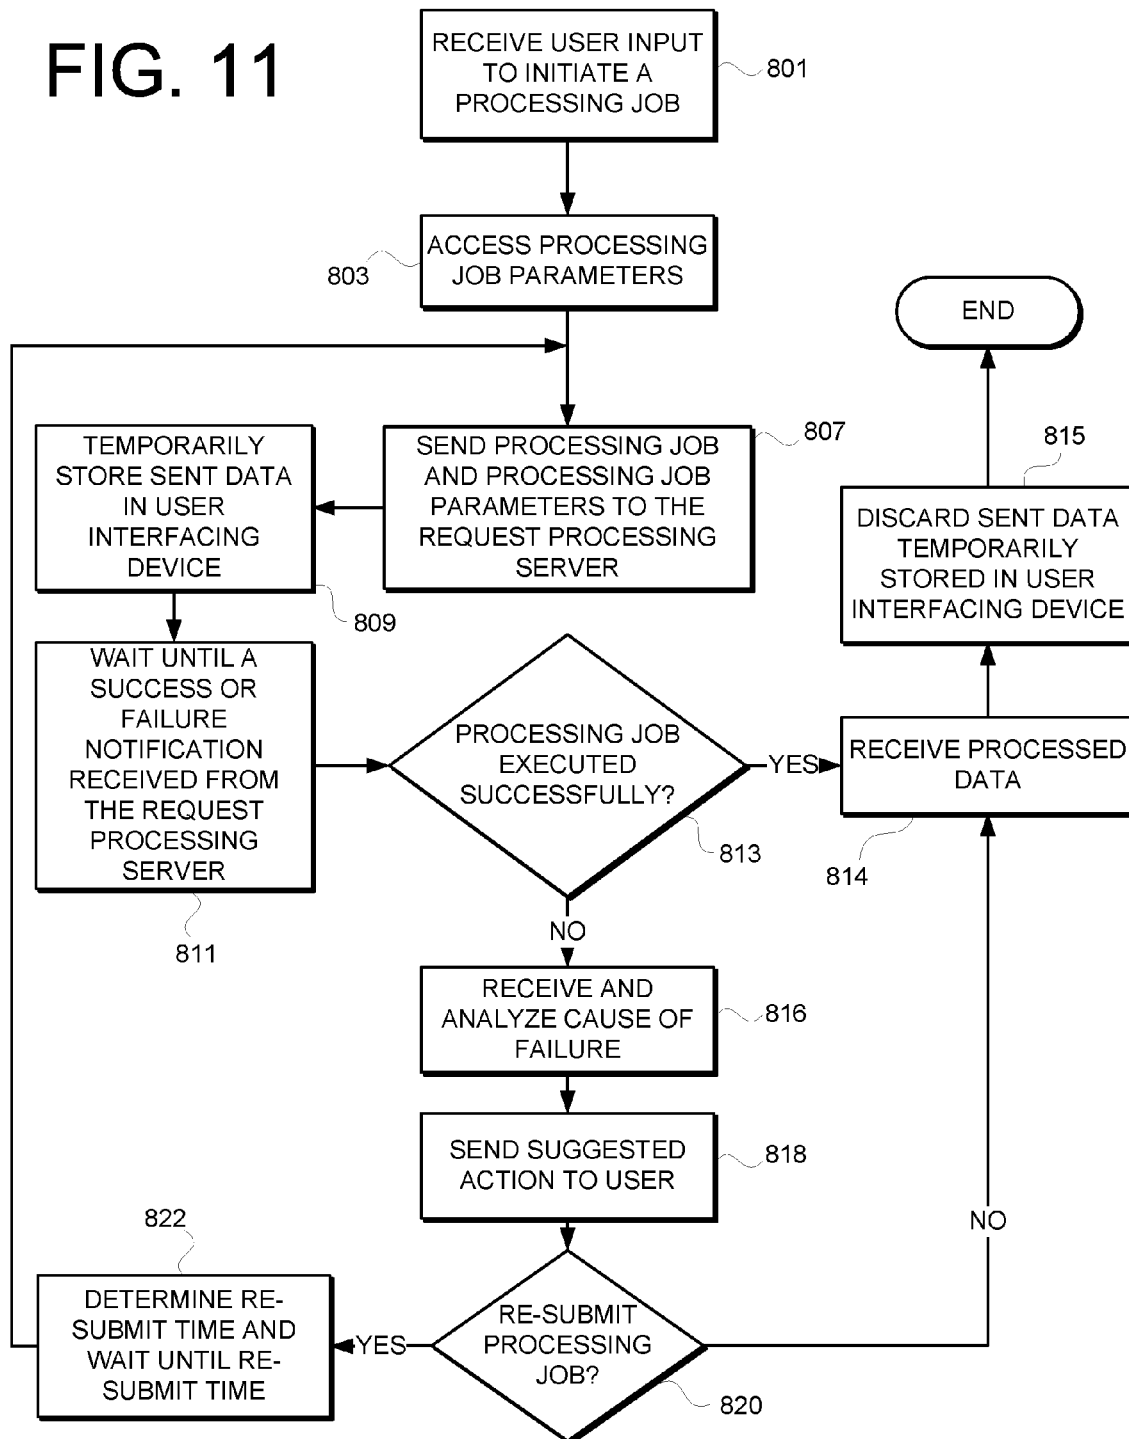 FIG. 11
RECEIVE USER INPUT
TO INITIATE A
PROCESSING JOB
801
ACCESS PROCESSING
JOB PARAMETERS
803
END
SEND PROCESSING JOB
AND PROCESSING JOB
PARAMETERS TO THE
REQUEST PROCESSING
SERVER
807
TEMPORARILY
STORE SENT DATA
IN USER
INTERFACING
DEVICE
809
815
DISCARD SENT DATA
TEMPORARILY
STORED IN USER
INTERFACING DEVICE
WAIT UNTIL A
SUCCESS OR
FAILURE
NOTIFICATION
RECEIVED FROM
THE REQUEST
PROCESSING
SERVER
811
PROCESSING JOB
EXECUTED
SUCCESSFULLY?
813
YES
RECEIVE PROCESSED
DATA
814
NO
RECEIVE AND
ANALYZE CAUSE OF
FAILURE
816
SEND SUGGESTED
ACTION TO USER
818
NO
822
DETERMINE RE-
SUBMIT TIME AND
WAIT UNTIL RE-
SUBMIT TIME
YES
RE-SUBMIT
PROCESSING
JOB?
820